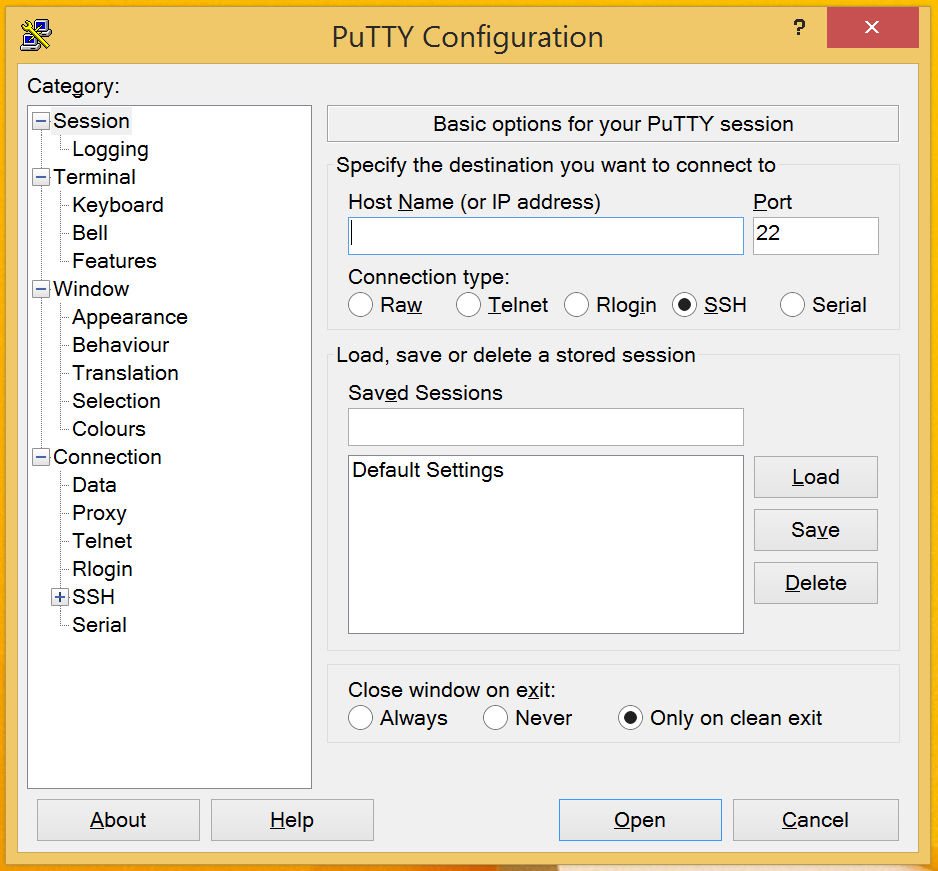 PuTTY Configuration
?
Category:
Session
Logging
Terminal
Keyboard
Bell
Features
Window
Appearance
Behaviour
Translation
Selection
Colours
Connection
Data
Proxy
Telnet
Rlogin
SSH
Serial
Basic options for your PuTTY session
Specify the destination you want to connect to
Host Name (or IP address) Port
22
Connection type:
Raw Telnet Rlogin SSH Serial
Load, save or delete a stored session
Saved Sessions
Default Settings
Load
Save
Delete
Close window on exit:
Always Never Only on clean exit
About Help Open Cancel